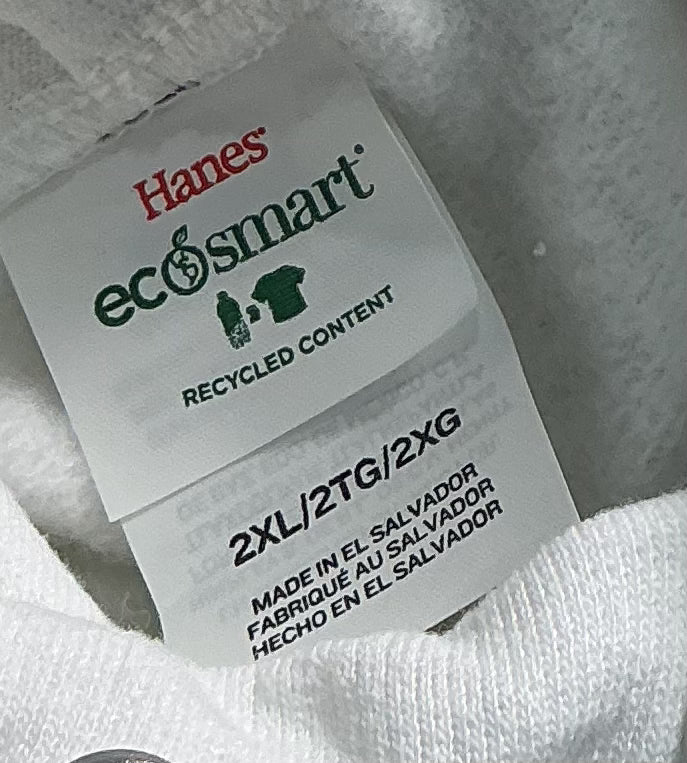 Hanes
ecosmart
RECYCLED CONTENT
2XL/2TG/2XG
MADE IN EL SALVADOR
FABRIQUÉ AU SALVADOR
HECHO EN EL SALVADOR